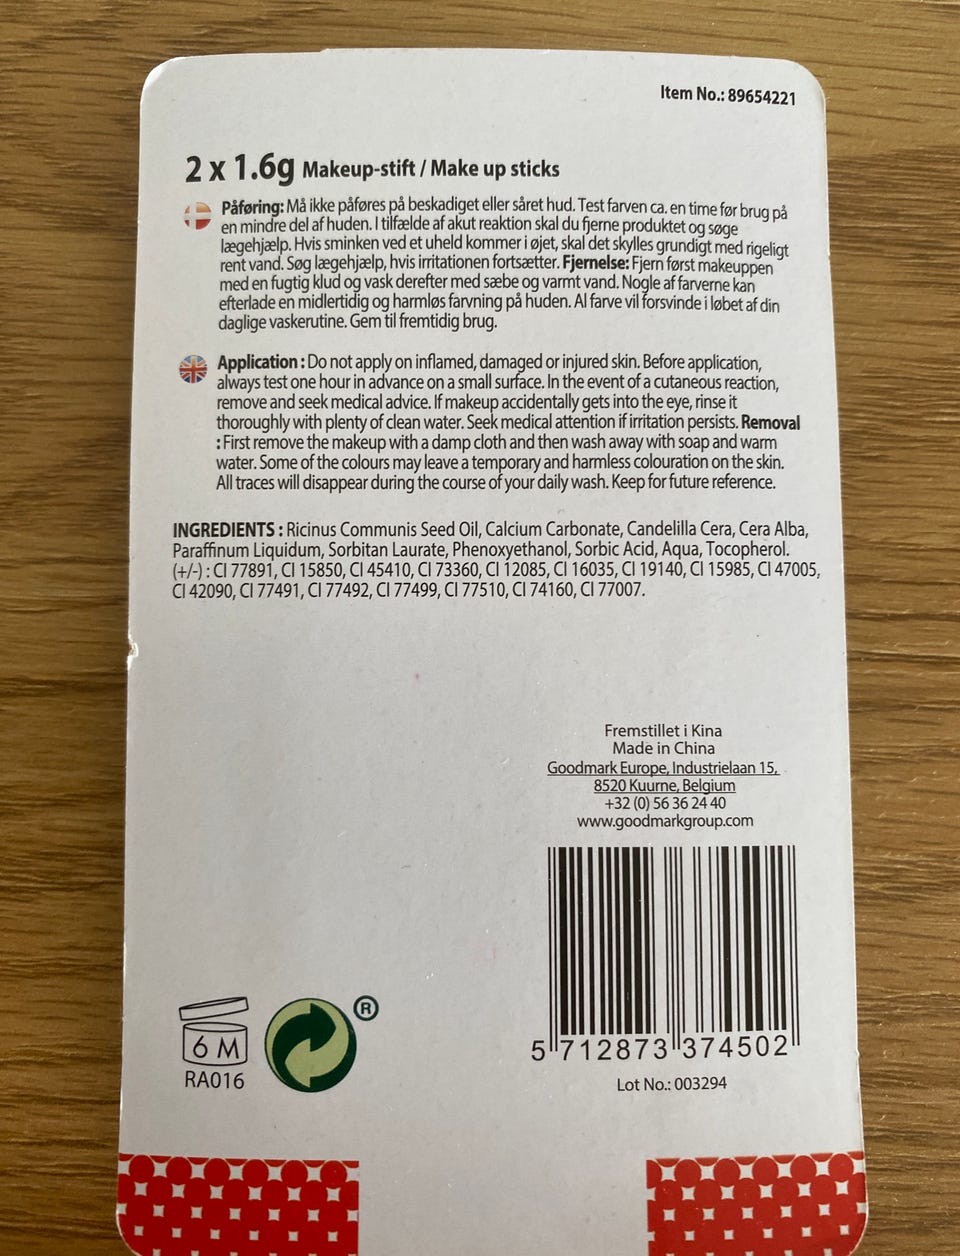 Item No.: 89654221
2 x 1.6g Makeup-stift / Make up sticks
Påføring: Må ikke påføres på beskadiget eller såret hud. Test farven ca. en time før brug på
en mindre del af huden. I tilfælde af akut reaktion skal du fjerne produktet og søge
lægehjælp. Hvis sminken ved et uheld kommer i øjet, skal det skylles grundigt med rigeligt
rent vand. Søg lægehjælp, hvis irritationen fortsætter. Fjernelse: Fjern først makeuppen
med en fugtig klud og vask derefter med sæbe og varmt vand. Nogle af farverne kan
efterlade en midlertidig og harmløs farvning på huden. Al farve vil forsvinde i løbet af din
daglige vaskerutine. Gem til fremtidig brug.
Application : Do not apply on inflamed, damaged or injured skin. Before application,
always test one hour in advance on a small surface. In the event of a cutaneous reaction,
remove and seek medical advice. If makeup accidentally gets into the eye, rinse it
thoroughly with plenty of clean water. Seek medical attention if irritation persists. Removal
: First remove the makeup with a damp cloth and then wash away with soap and warm
water. Some of the colours may leave a temporary and harmless colouration on the skin.
All traces will disappear during the course of your daily wash. Keep for future reference.
INGREDIENTS : Ricinus Communis Seed Oil, Calcium Carbonate, Candelilla Cera, Cera Alba,
Paraffinum Liquidum, Sorbitan Laurate, Phenoxyethanol, Sorbic Acid, Aqua, Tocopherol.
(+/-) : CI 77891, CI 15850, CI 45410, CI 73360, CI 12085, CI 16035, CI 19140, CI 15985, CI 47005,
CI 42090, CI 77491, CI 77492, CI 77499, CI 77510, CI 74160, CI 77007.
Fremstillet i Kina
Made in China
Goodmark Europe, Industrielaan 15,
8520 Kuurne, Belgium
+32 (0) 56 36 24 40
www.goodmarkgroup.com
5 712873 374502
Lot No.: 003294
6 M
RA016
®